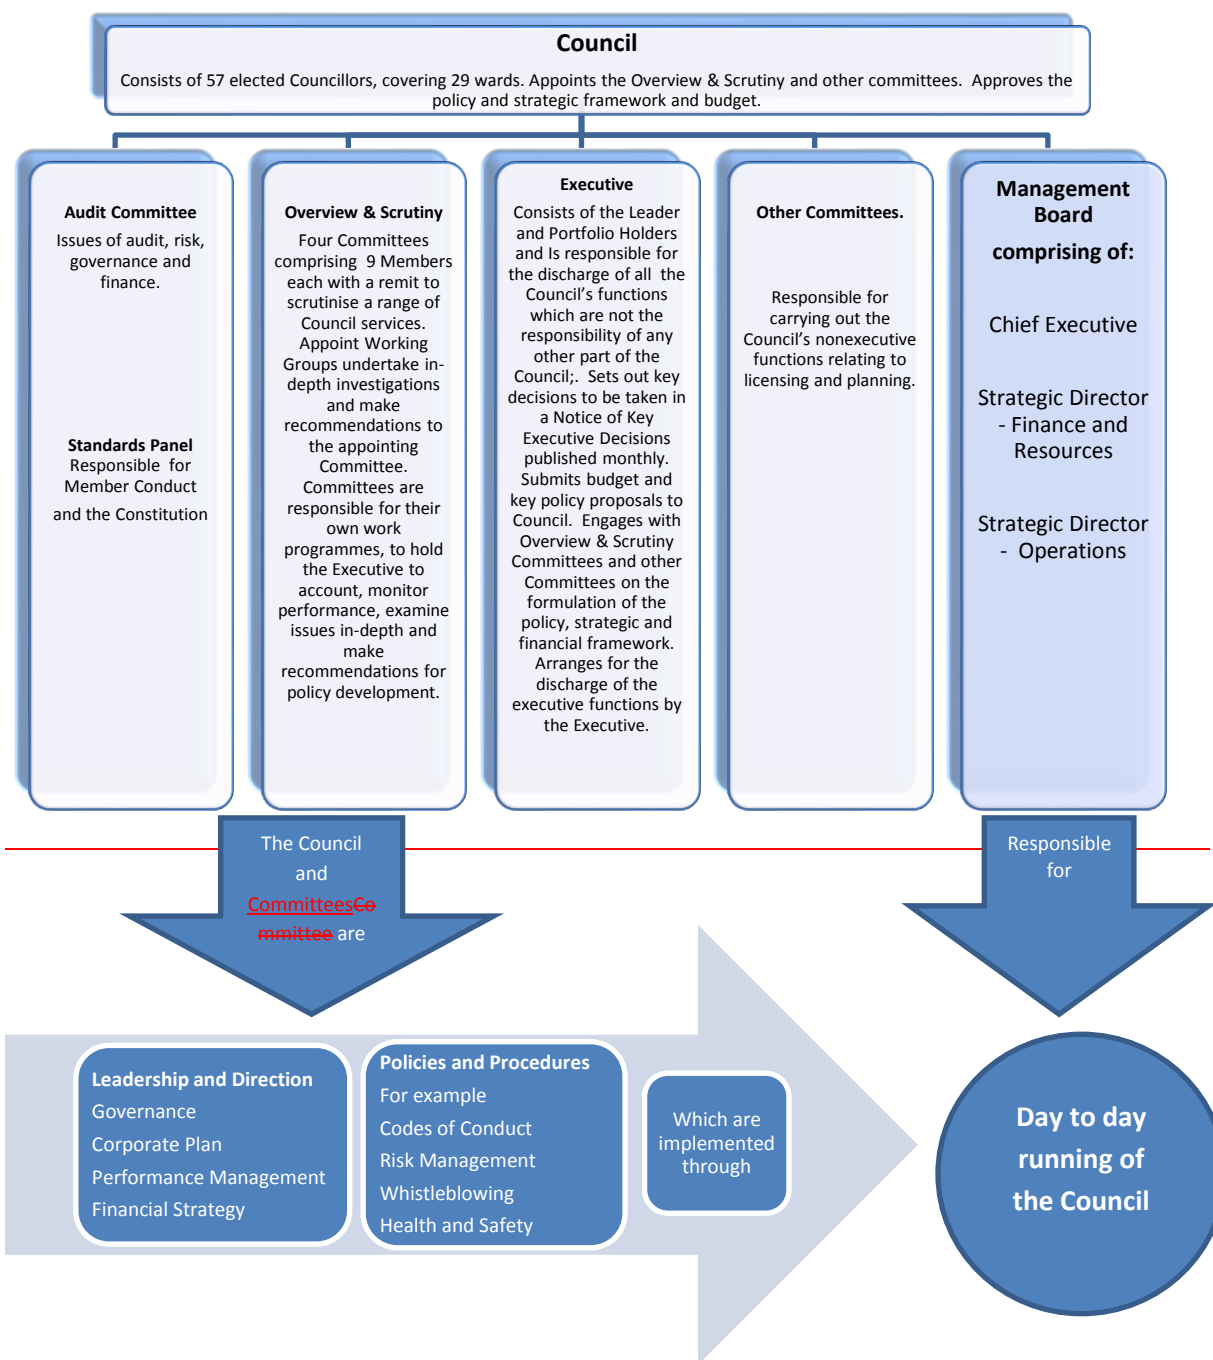 Council
Consists of 57 elected Councillors, covering 29 wards. Appoints the Overview & Scrutiny and other committees. Approves the
policy and strategic framework and budget.
Audit Committee
Issues of audit, risk,
governance and
finance.
Standards Panel
Responsible for
Member Conduct
and the Constitution
Overview & Scrutiny
Four Committees
comprising 9 Members
each with a remit to
scrutinise a range of
Council services.
Appoint Working
Groups undertake in-
depth investigations
and make
recommendations to
the appointing
Committee.
Committees are
responsible for their
own work
programmes, to hold
the Executive to
account, monitor
performance, examine
issues in-depth and
make
recommendations for
policy development.
Executive
Consists of the Leader
and Portfolio Holders
and Is responsible for
the discharge of all the
Council's functions
which are not the
responsibility of any
other part of the
Council;. Sets out key
decisions to be taken in
a Notice of Key
Executive Decisions
published monthly.
Submits budget and
key policy proposals to
Council. Engages with
Overview & Scrutiny
Committees and other
Committees on the
formulation of the
policy, strategic and
financial framework.
Arranges for the
discharge of the
executive functions by
the Executive.
Other Committees.
Responsible for
carrying out the
Council's nonexecutive
functions relating to
licensing and planning.
Management
Board
comprising of:
Chief Executive
Strategic Director
- Finance and
Resources
Strategic Director
- Operations
The Council
and
CommitteesCo
mmittee are
Responsible
for
Leadership and Direction
Governance
Corporate Plan
Performance Management
Financial Strategy
Policies and Procedures
For example
Codes of Conduct
Risk Management
Whistleblowing
Health and Safety
Which are
implemented
through
Day to day
running of
the Council